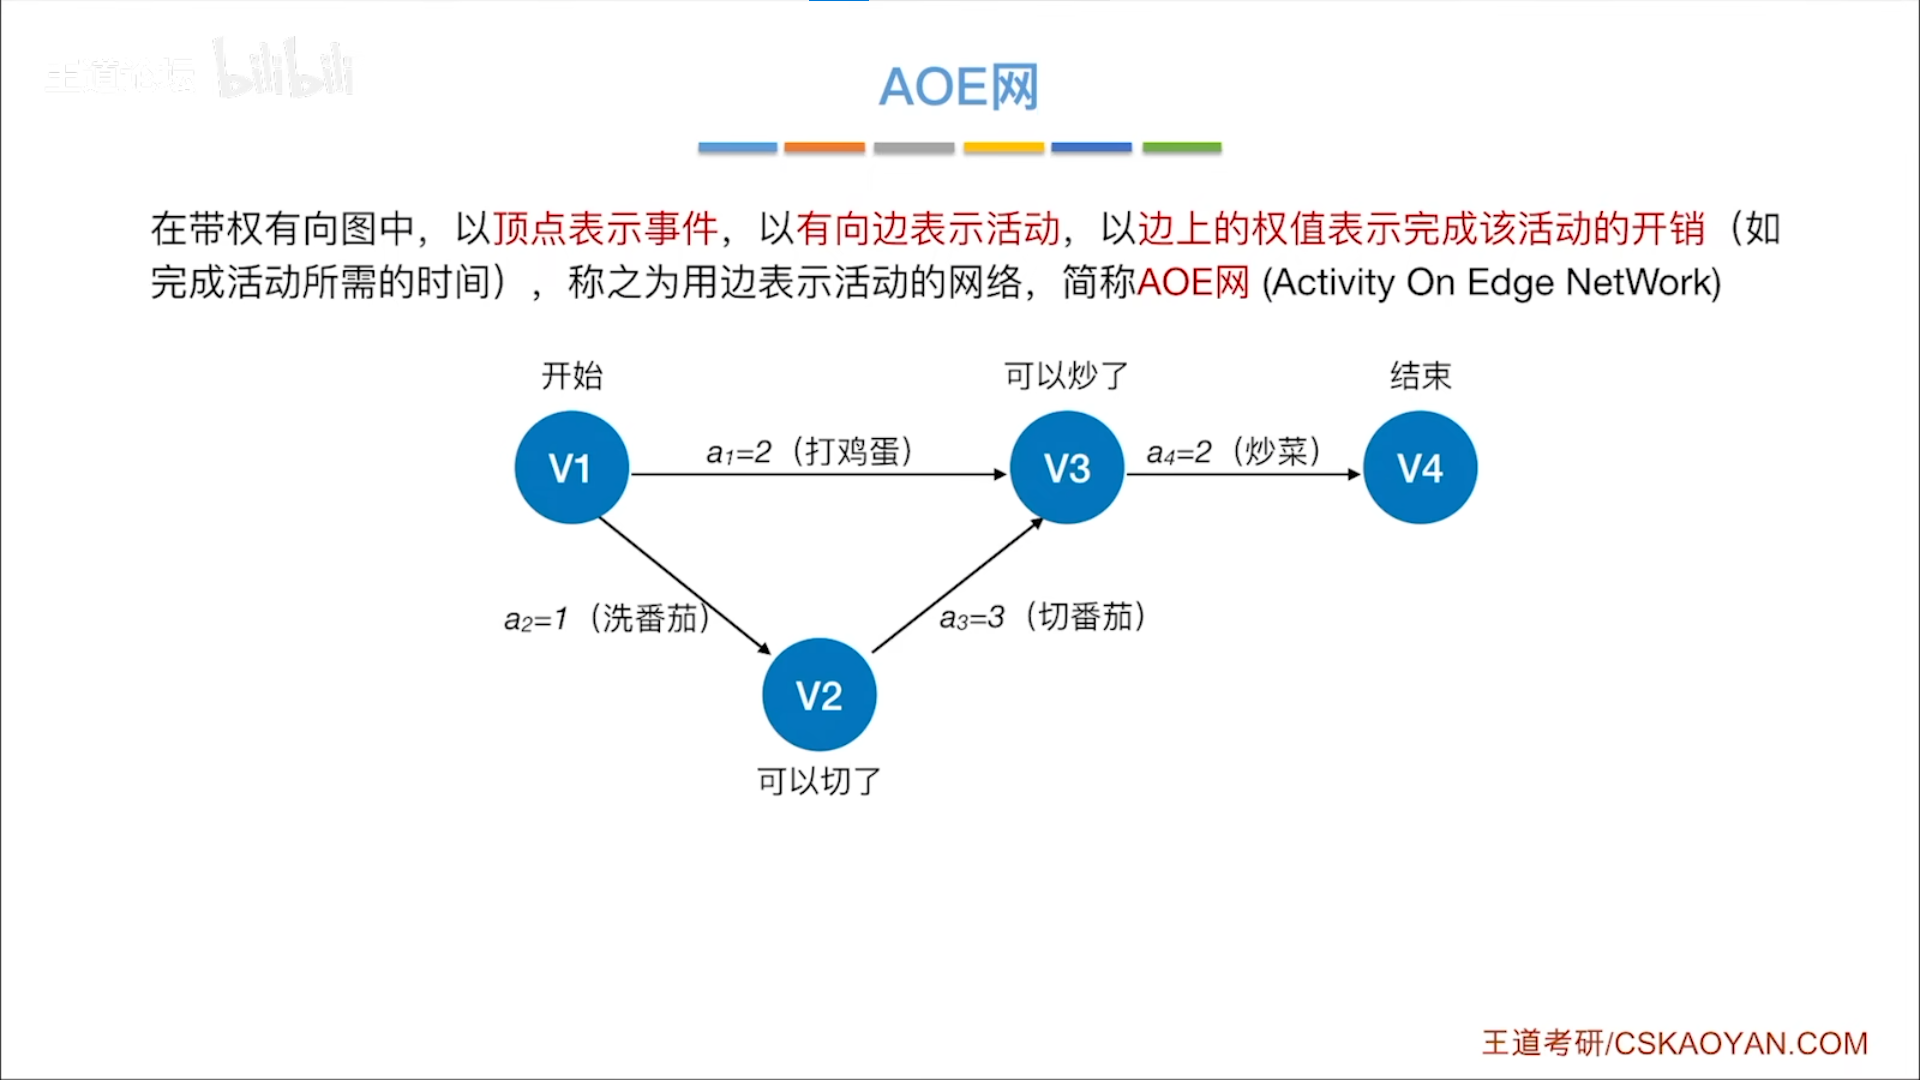 王道论坛 bilibili
AOE网
在带权有向图中，以顶点表示事件，以有向边表示活动，以边上的权值表示完成该活动的开销（如
完成活动所需的时间），称之为用边表示活动的网络，简称AOE网 (Activity On Edge NetWork)
开始 可以炒了 结束
V1 a₁=2（打鸡蛋） V3 a₄=2（炒菜） V4
a₂=1（洗番茄） a₃=3（切番茄）
V2
可以切了
王道考研/CSKAOYAN.COM